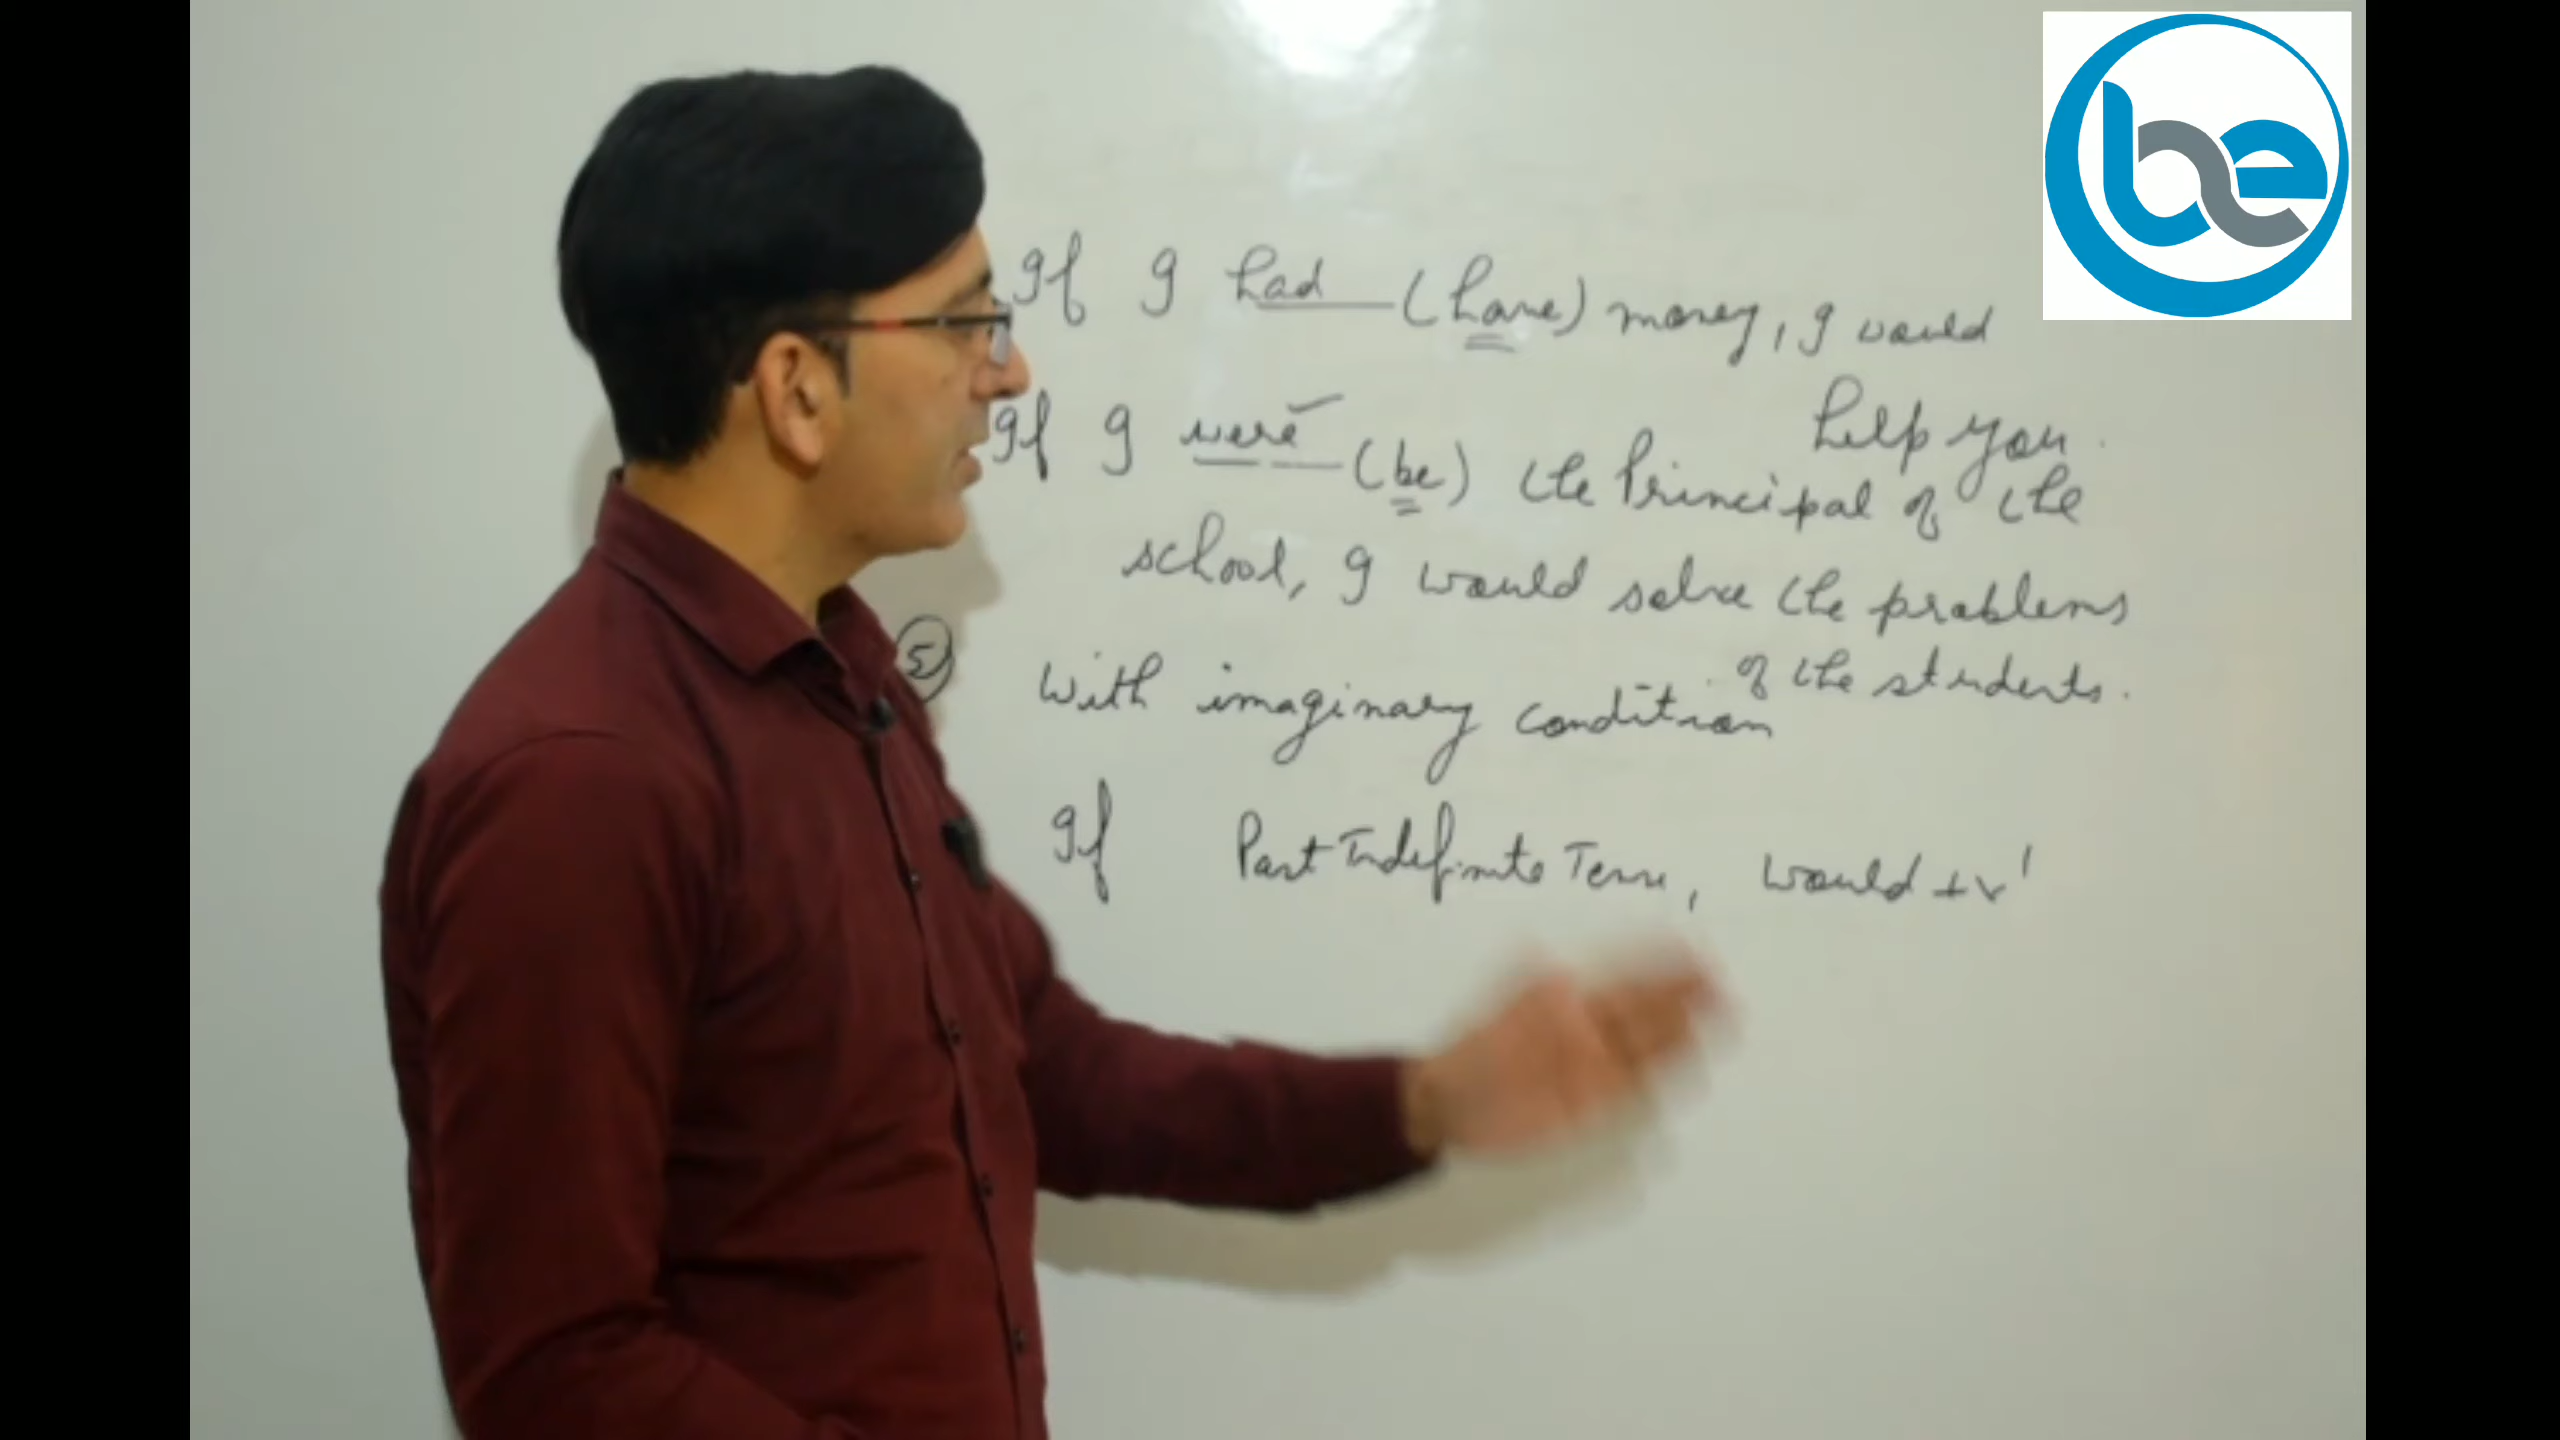 If I had (have) money, I would
help you.
If I were (be) the Principal of the
school, I would solve the problems
of the students.
5
With imaginary condition
If Past Indefinite Tense, would + v1
be